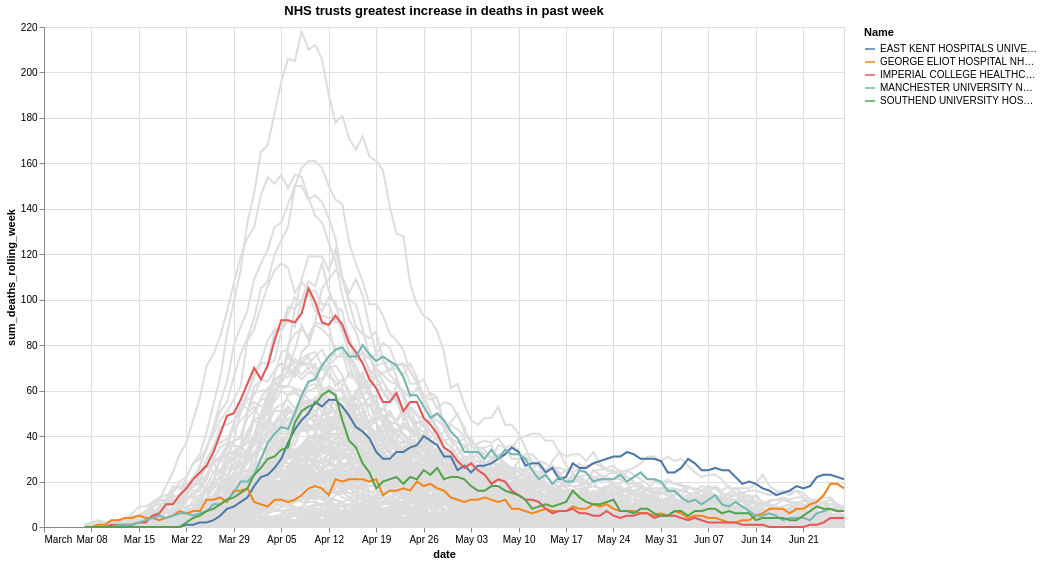 NHS trusts greatest increase in deaths in past week
220
200
180
160
140
120
100
80
60
40
20
0
sum_deaths_rolling_week
March
Mar 08
Mar 15
Mar 22
Mar 29
Apr 05
Apr 12
Apr 19
Apr 26
May 03
May 10
May 17
May 24
May 31
Jun 07
Jun 14
Jun 21
date
Name
EAST KENT HOSPITALS UNIVE…
GEORGE ELIOT HOSPITAL NH…
IMPERIAL COLLEGE HEALTHC…
MANCHESTER UNIVERSITY N…
SOUTHEND UNIVERSITY HOS…